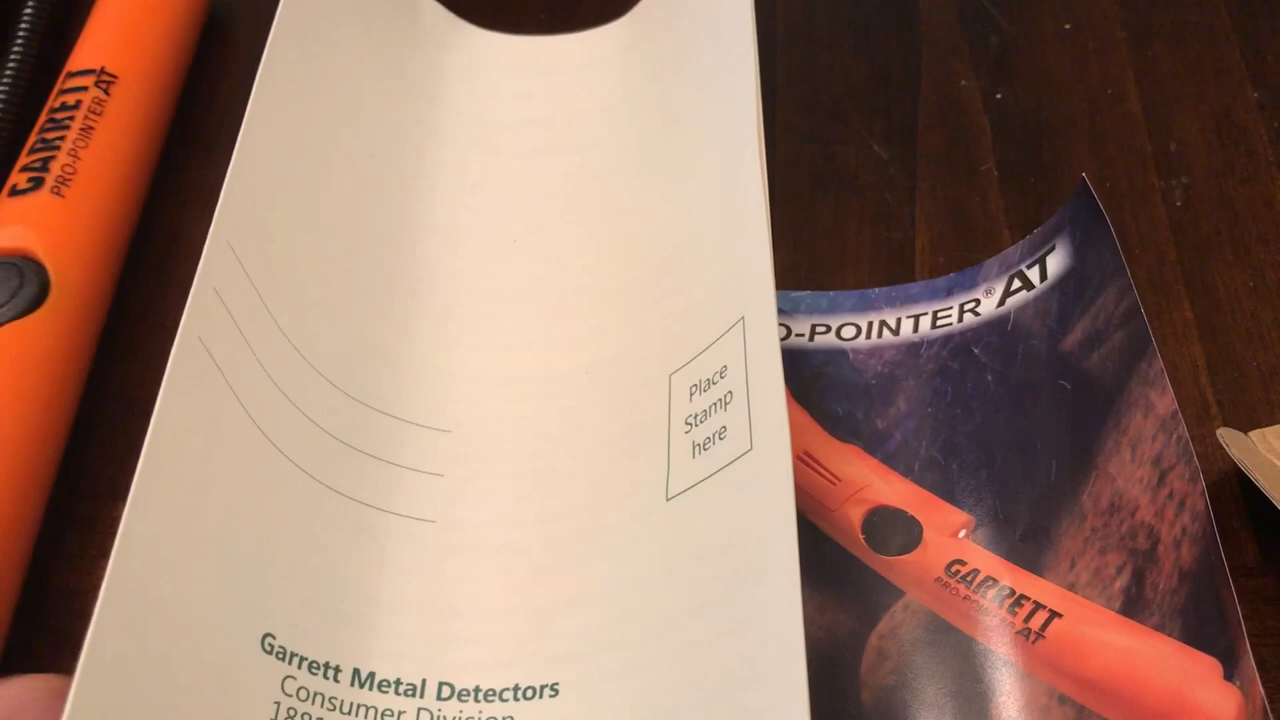 GARRETT
PRO-POINTER AT
Place
Stamp
here
Garrett Metal Detectors
Consumer Division
O-POINTER® AT
GARRETT
PRO-POINTER AT